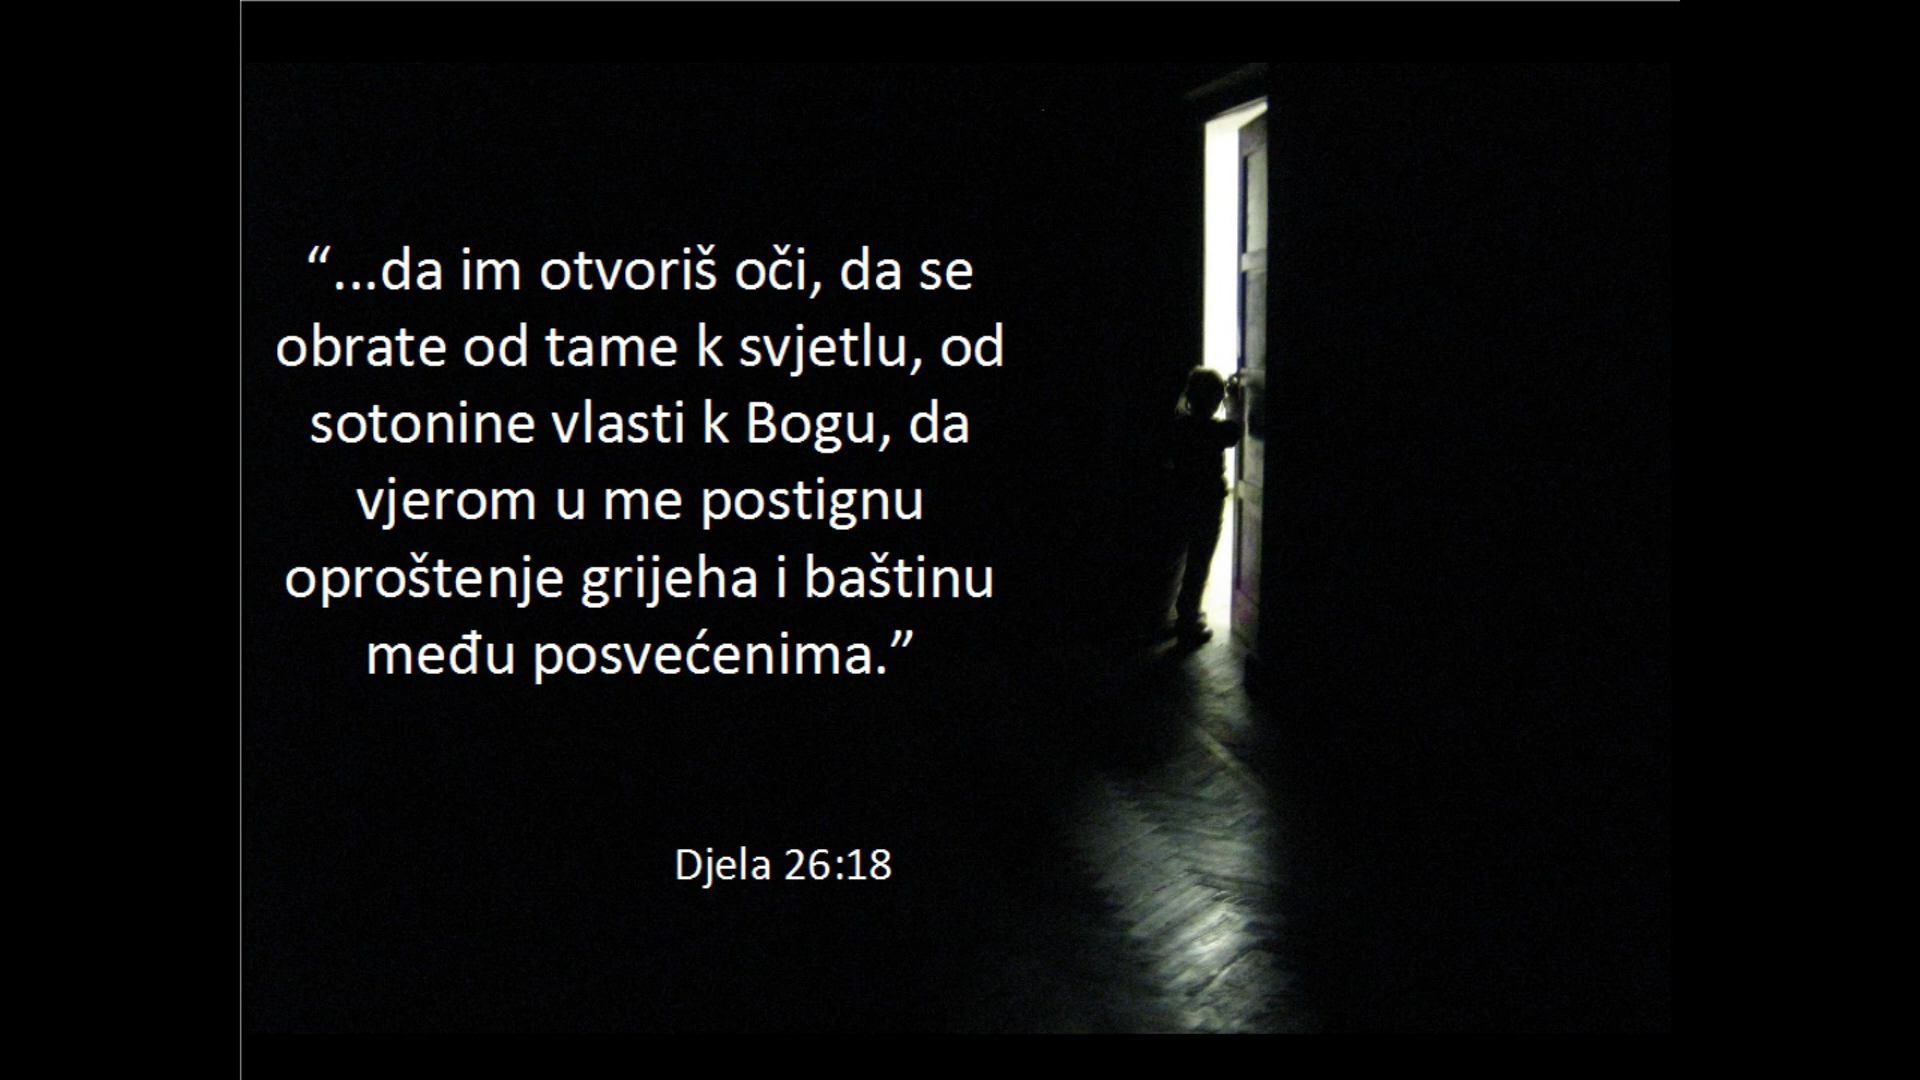 “...da im otvoriš oči, da se
obrate od tame k svjetlu, od
sotonine vlasti k Bogu, da
vjerom u me postignu
oproštenje grijeha i baštinu
među posvećenima.”
Djela 26:18